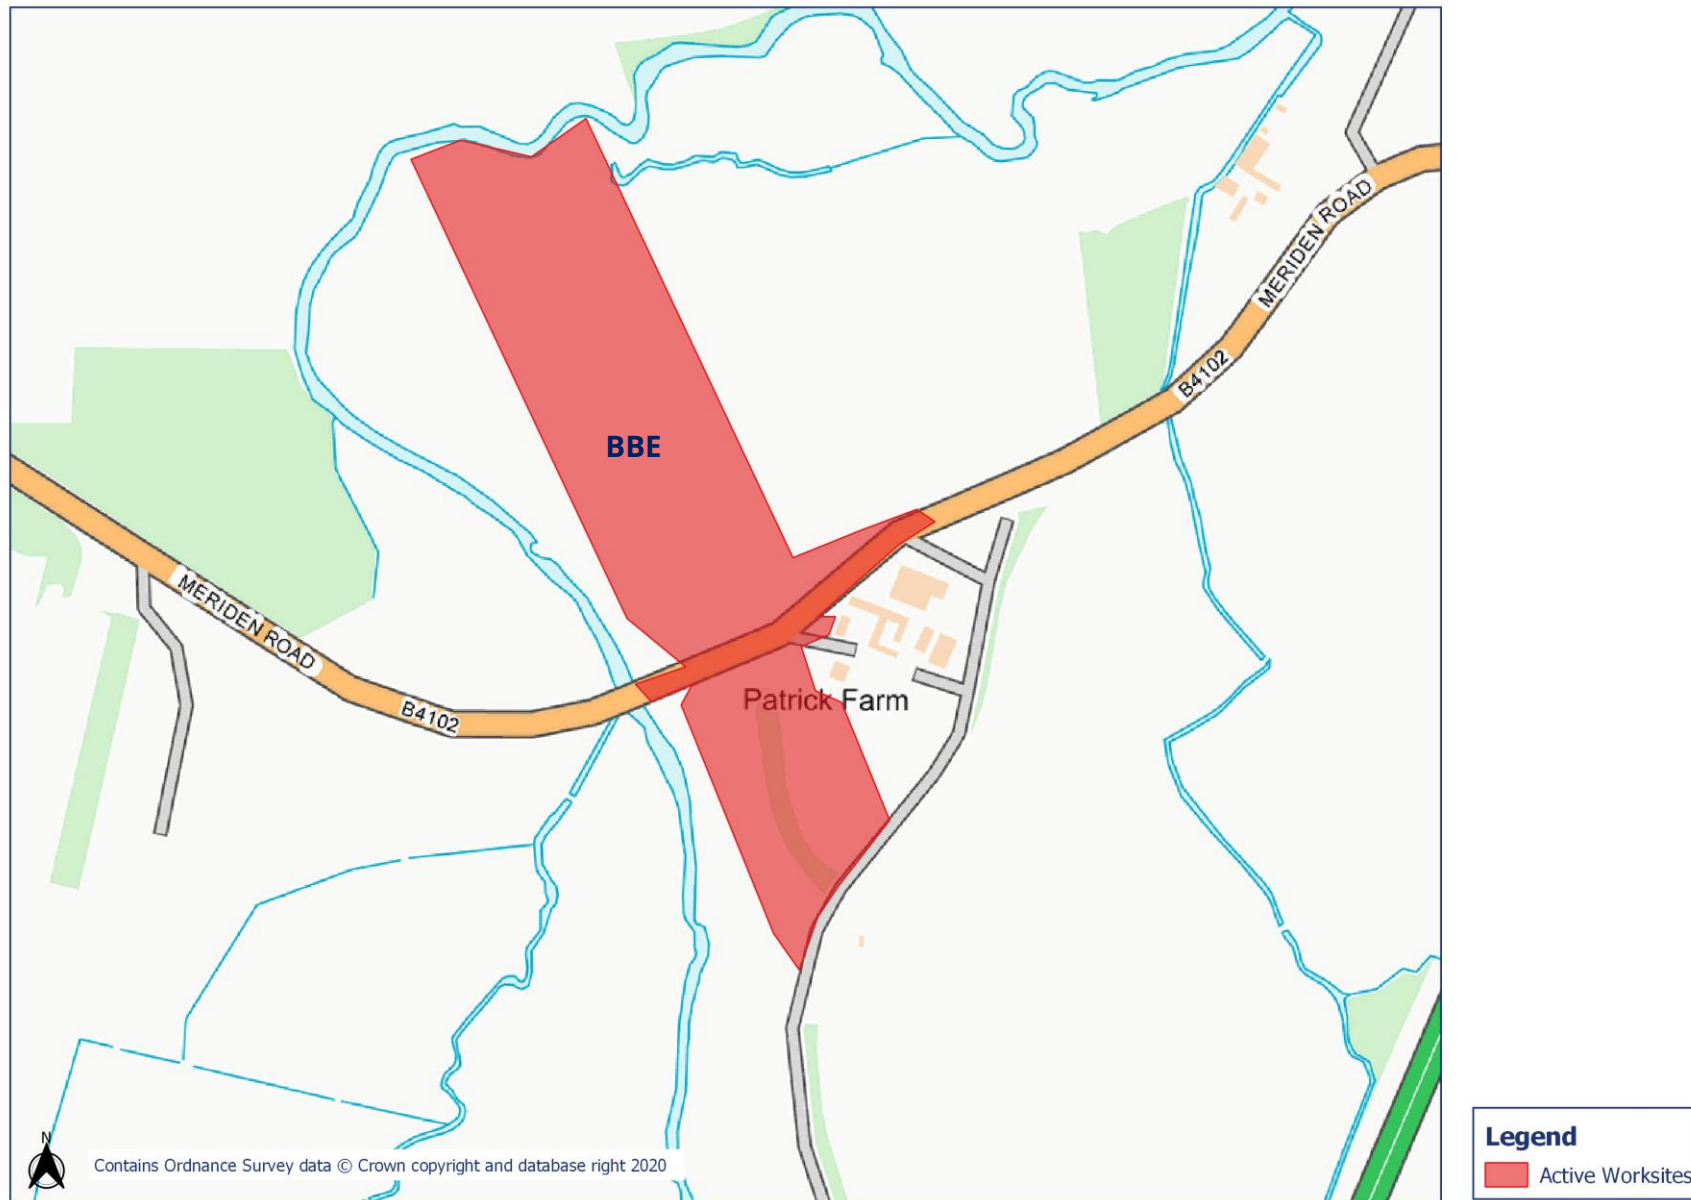 MERIDEN ROAD
B4102
BBE
MERIDEN ROAD
B4102
Patrick Farm
N
Contains Ordnance Survey data © Crown copyright and database right 2020
Legend
Active Worksites